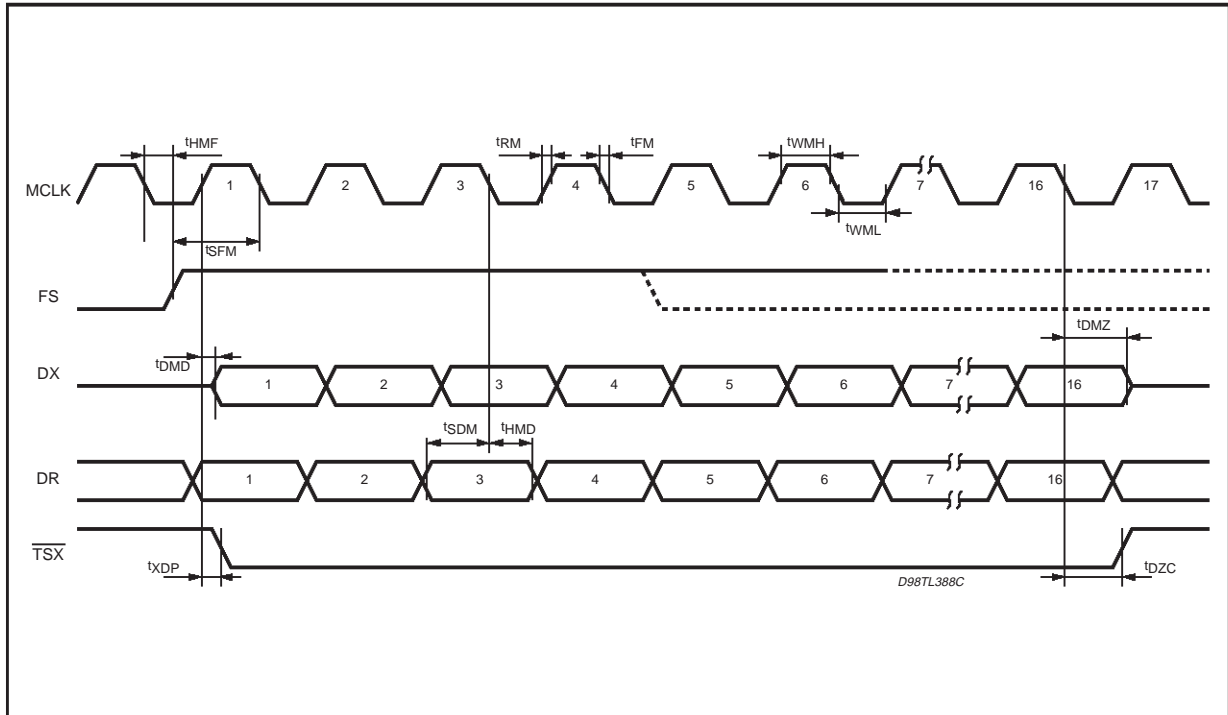 tHMF tRM tFM tWMH
MCLK 1 2 3 4 5 6 7 16 17
tWML
tSFM
FS
tDMZ
tDMD
DX 1 2 3 4 5 6 7 16
tSDM tHMD
DR 1 2 3 4 5 6 7 16
TSX
tXDP tDZC
D98TL388C